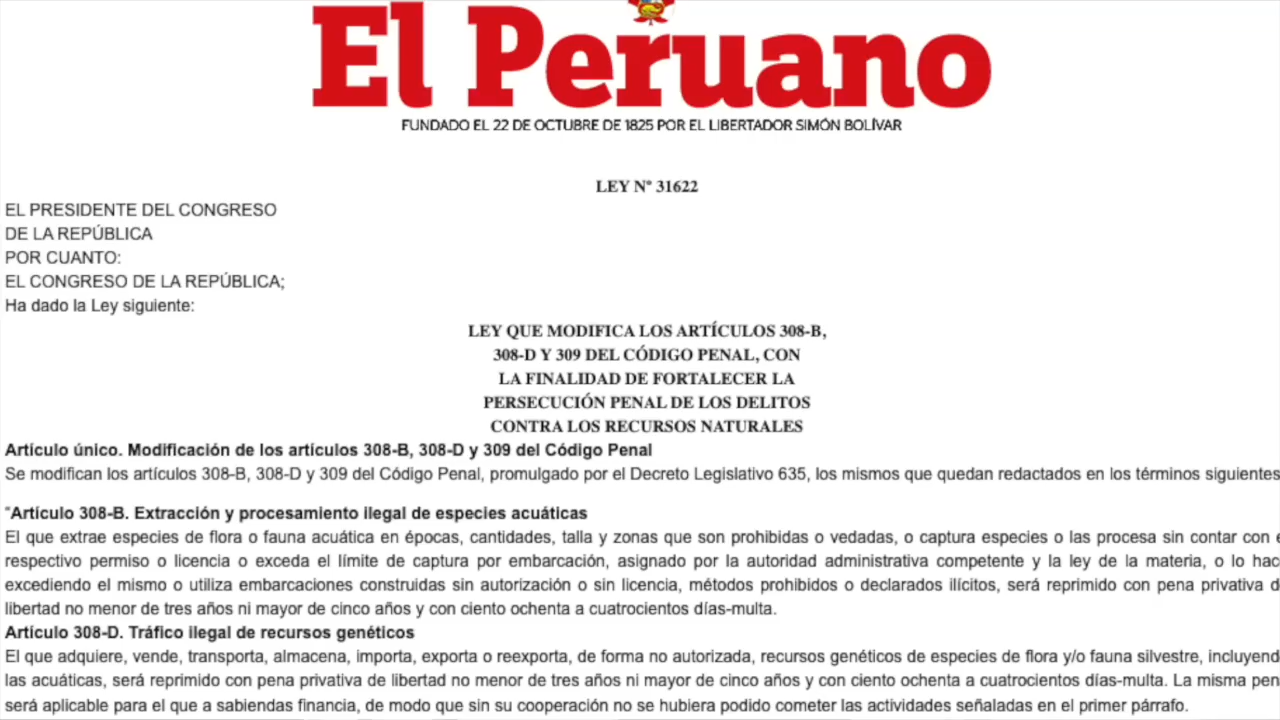 El Peruano
FUNDADO EL 22 DE OCTUBRE DE 1825 POR EL LIBERTADOR SIMÓN BOLÍVAR
LEY Nº 31622
EL PRESIDENTE DEL CONGRESO
DE LA REPÚBLICA
POR CUANTO:
EL CONGRESO DE LA REPÚBLICA;
Ha dado la Ley siguiente:
LEY QUE MODIFICA LOS ARTÍCULOS 308-B,
308-D Y 309 DEL CÓDIGO PENAL, CON
LA FINALIDAD DE FORTALECER LA
PERSECUCIÓN PENAL DE LOS DELITOS
CONTRA LOS RECURSOS NATURALES
Artículo único. Modificación de los artículos 308-B, 308-D y 309 del Código Penal
Se modifican los artículos 308-B, 308-D y 309 del Código Penal, promulgado por el Decreto Legislativo 635, los mismos que quedan redactados en los términos siguientes
"Artículo 308-B. Extracción y procesamiento ilegal de especies acuáticas
El que extrae especies de flora o fauna acuática en épocas, cantidades, talla y zonas que son prohibidas o vedadas, o captura especies o las procesa sin contar con
respectivo permiso o licencia o exceda el límite de captura por embarcación, asignado por la autoridad administrativa competente y la ley de la materia, o lo hac
excediendo el mismo o utiliza embarcaciones construidas sin autorización o sin licencia, métodos prohibidos o declarados ilícitos, será reprimido con pena privativa d
libertad no menor de tres años ni mayor de cinco años y con ciento ochenta a cuatrocientos días-multa.
Artículo 308-D. Tráfico ilegal de recursos genéticos
El que adquiere, vende, transporta, almacena, importa, exporta o reexporta, de forma no autorizada, recursos genéticos de especies de flora y/o fauna silvestre, incluyend
las acuáticas, será reprimido con pena privativa de libertad no menor de tres años ni mayor de cinco años y con ciento ochenta a cuatrocientos días-multa. La misma pen
será aplicable para el que a sabiendas financia, de modo que sin su cooperación no se hubiera podido cometer las actividades señaladas en el primer párrafo.